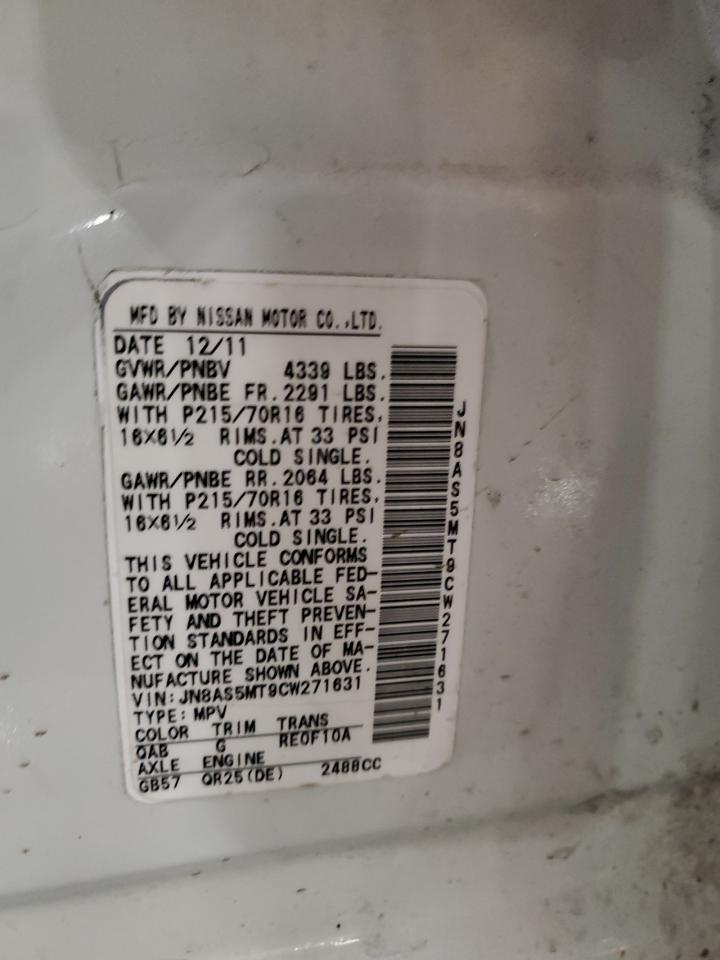 MFD BY NISSAN MOTOR CO.,LTD.
DATE 12/11
GVWR/PNBV 4339 LBS.
GAWR/PNBE FR. 2291 LBS.
WITH P215/70R16 TIRES,
16X6½ RIMS.AT 33 PSI
COLD SINGLE.
GAWR/PNBE RR. 2064 LBS.
WITH P215/70R16 TIRES,
16X6½ RIMS.AT 33 PSI
COLD SINGLE.
THIS VEHICLE CONFORMS
TO ALL APPLICABLE FED-
ERAL MOTOR VEHICLE SA-
FETY AND THEFT PREVEN-
TION STANDARDS IN EFF-
ECT ON THE DATE OF MA-
NUFACTURE SHOWN ABOVE.
VIN: JN8AS5MT9CW271631
TYPE: MPV
COLOR TRIM TRANS
QAB G RE0F10A
AXLE ENGINE
GB57 QR25(DE) 2488CC
JN8AS5MT9CW271631